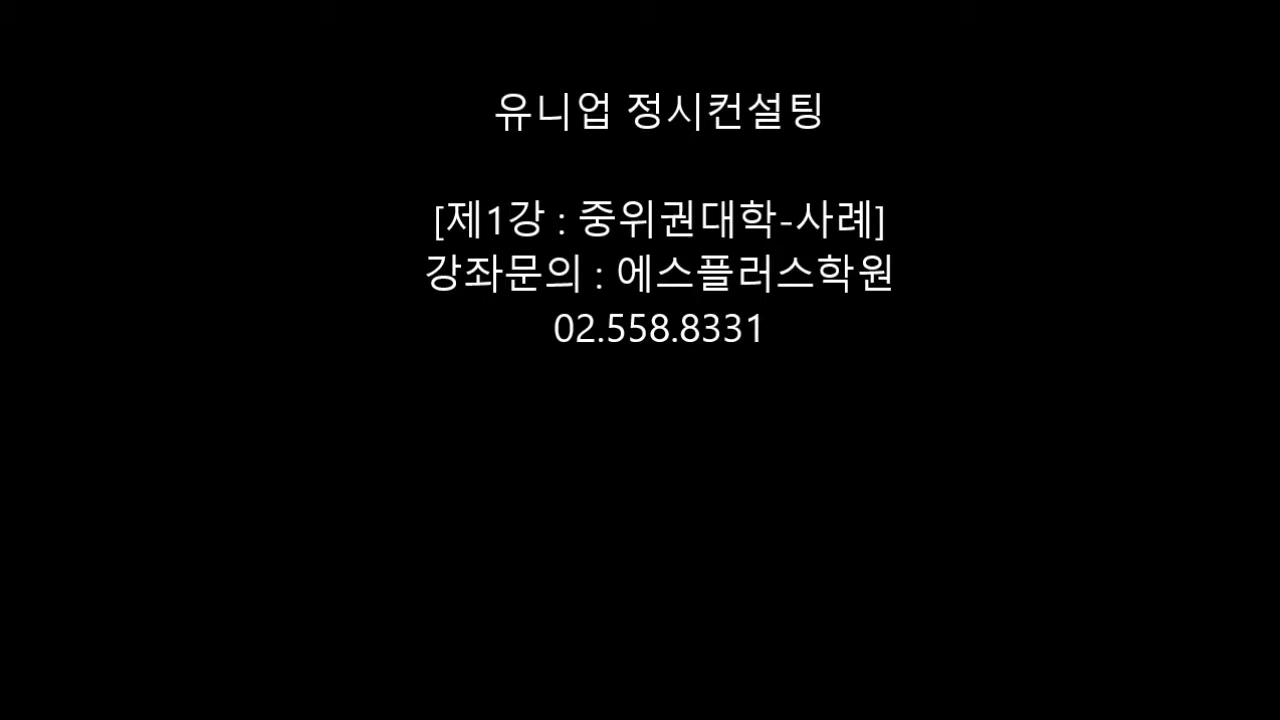 유니업 정시컨설팅
[제1강 : 중위권대학-사례]
강좌문의 : 에스플러스학원
02.558.8331